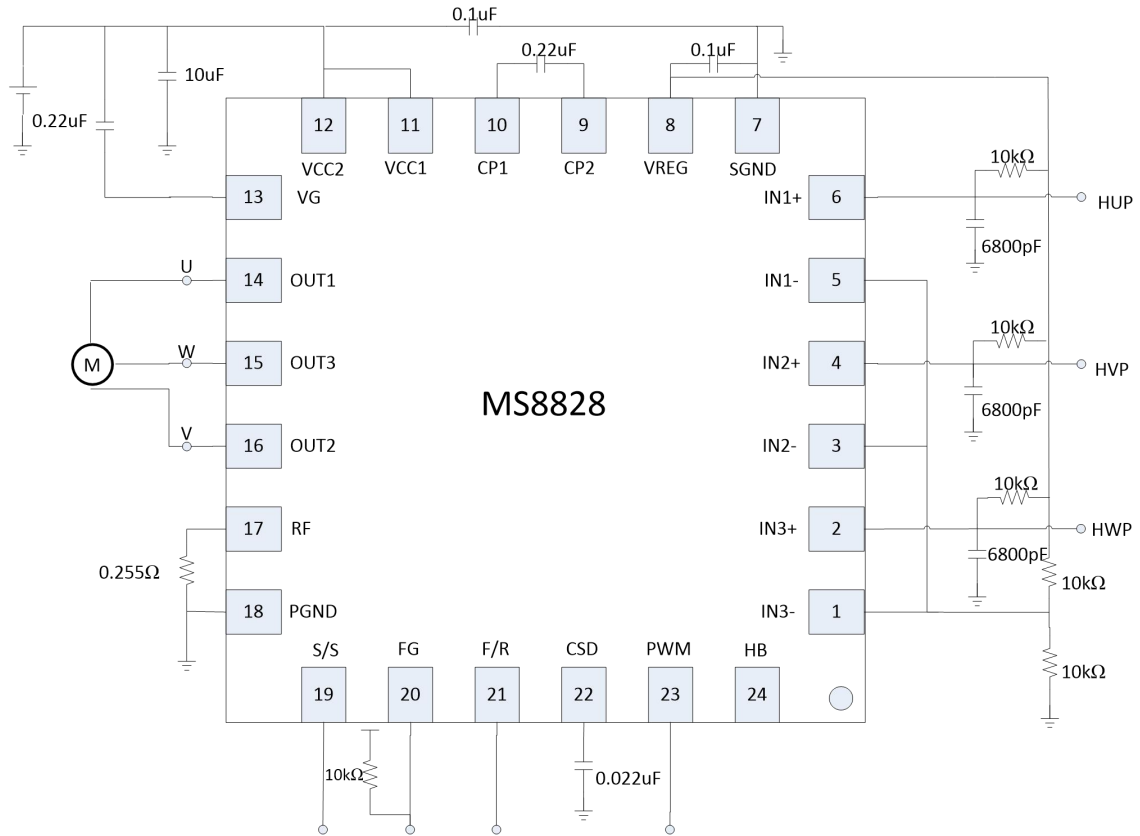 0.1uF
0.22uF
0.1uF
10uF
0.22uF
12
11
10
9
8
7
VCC2
VCC1
CP1
CP2
VREG
SGND
10kΩ
13
VG
IN1+
6
HUP
6800pF
U
14
OUT1
IN1-
5
10kΩ
M
W
15
OUT3
IN2+
4
HVP
6800pF
MS8828
V
16
OUT2
IN2-
3
10kΩ
17
RF
IN3+
2
HWP
6800pF
0.255Ω
10kΩ
18
PGND
IN3-
1
S/S
FG
F/R
CSD
PWM
HB
10kΩ
19
20
21
22
23
24
10kΩ
0.022uF